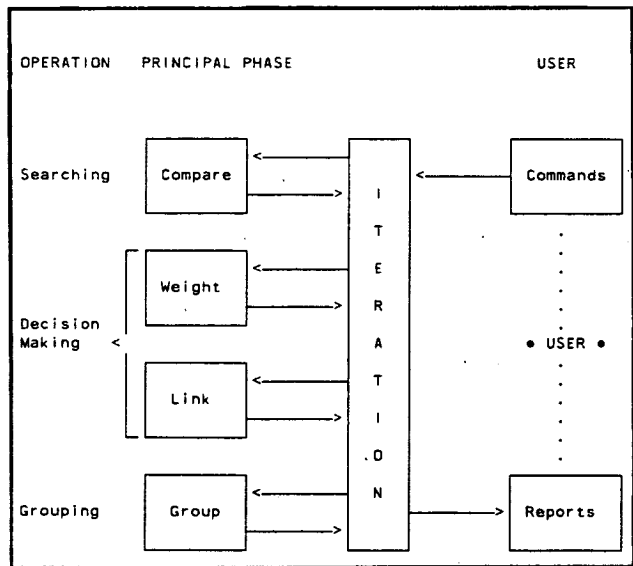 OPERATION PRINCIPAL PHASE USER
Searching Compare Commands
Weight
Decision
Making
• USER •
Link
Grouping Group Reports
I
T
E
R
A
T
I
O
N